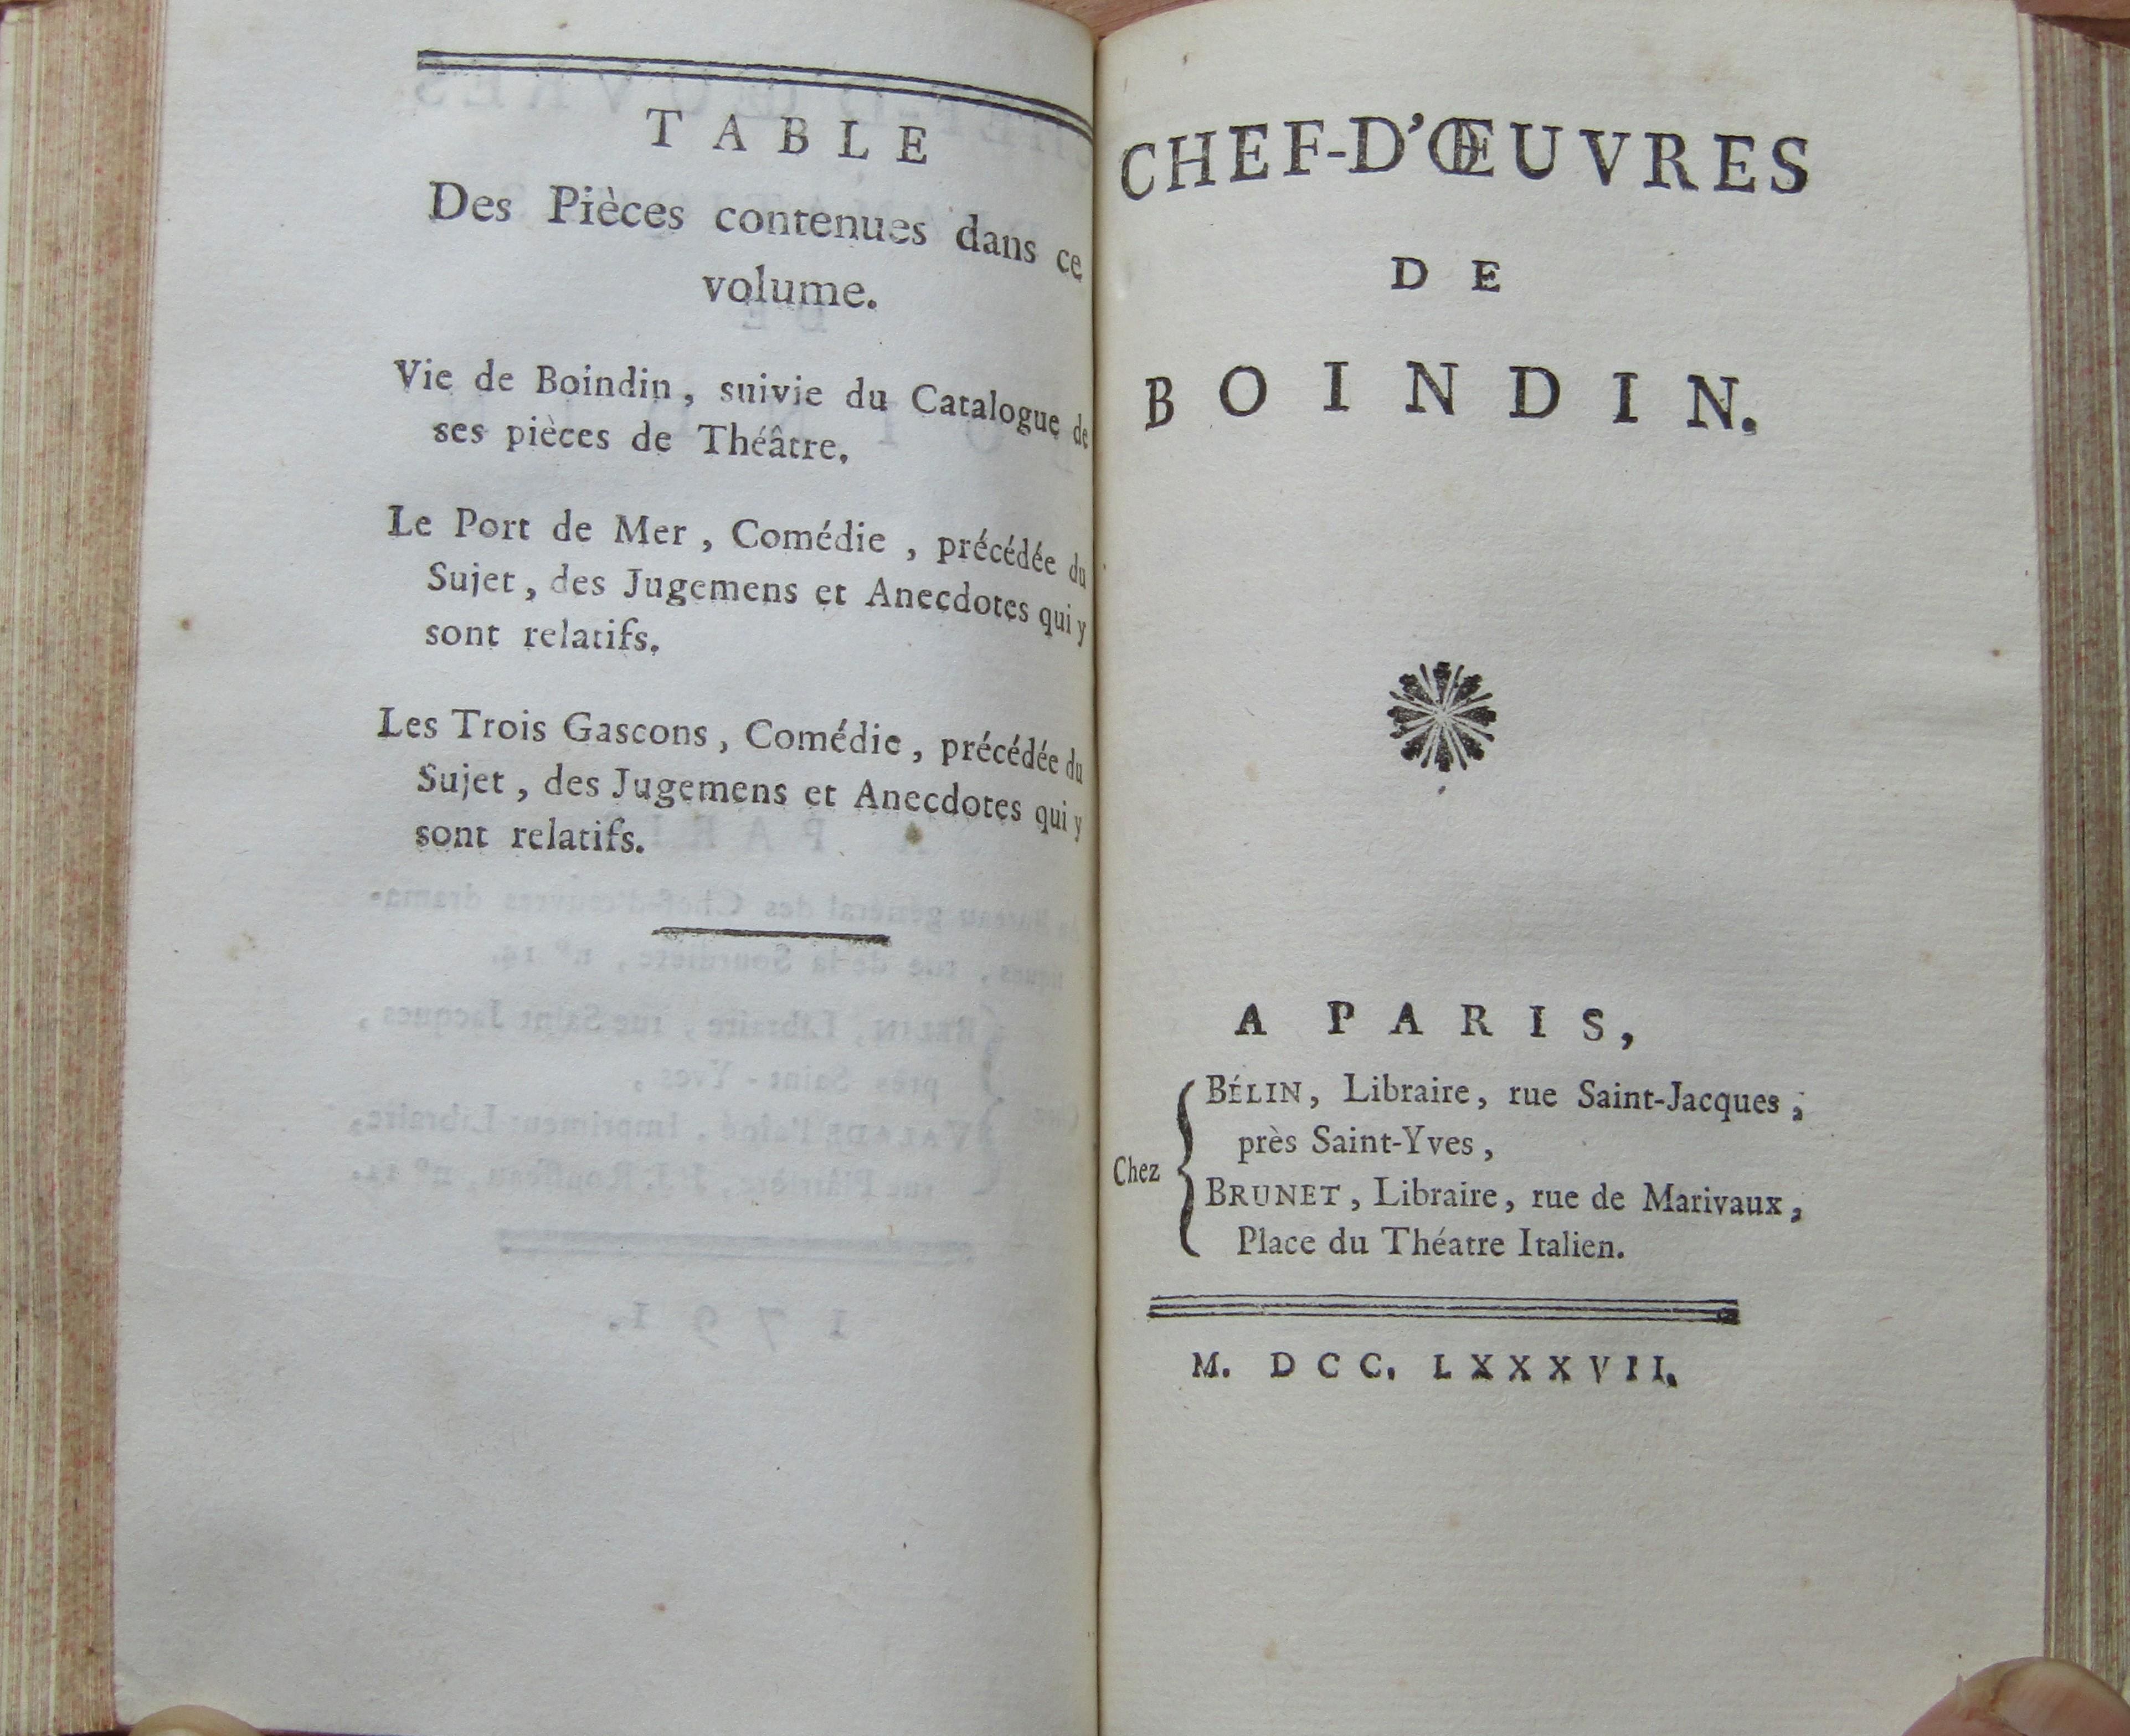 TABLE
Des Pièces contenues dans ce
volume.
Vie de Boindin, suivie du Catalogue de
ses pièces de Théâtre.
Le Port de Mer, Comédie, précédée du
Sujet, des Jugemens et Anecdotes qui y
sont relatifs.
Les Trois Gascons, Comédie, précédée du
Sujet, des Jugemens et Anecdotes qui y
sont relatifs.
CHEF-D'ŒUVRES
DE
BOINDIN.
A PARIS,
Chez
BÉLIN, Libraire, rue Saint-Jacques,
près Saint-Yves,
BRUNET, Libraire, rue de Marivaux,
Place du Théatre Italien.
M. DCC. LXXXVII.